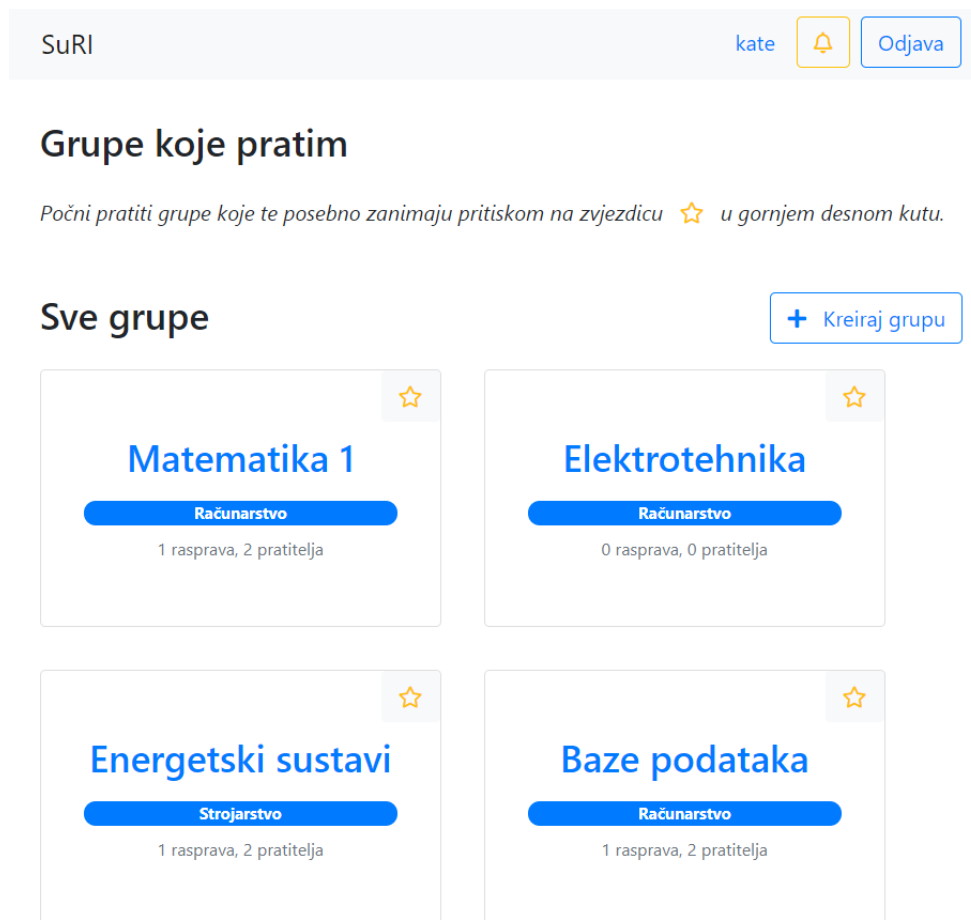 SuRI
kate
Odjava
Grupe koje pratim
Počni pratiti grupe koje te posebno zanimaju pritiskom na zvjezdicu u gornjem desnom kutu.
Sve grupe
Kreiraj grupu
Matematika 1
Računarstvo
1 rasprava, 2 pratitelja
Elektrotehnika
Računarstvo
0 rasprava, 0 pratitelja
Energetski sustavi
Strojarstvo
1 rasprava, 2 pratitelja
Baze podataka
Računarstvo
1 rasprava, 2 pratitelja